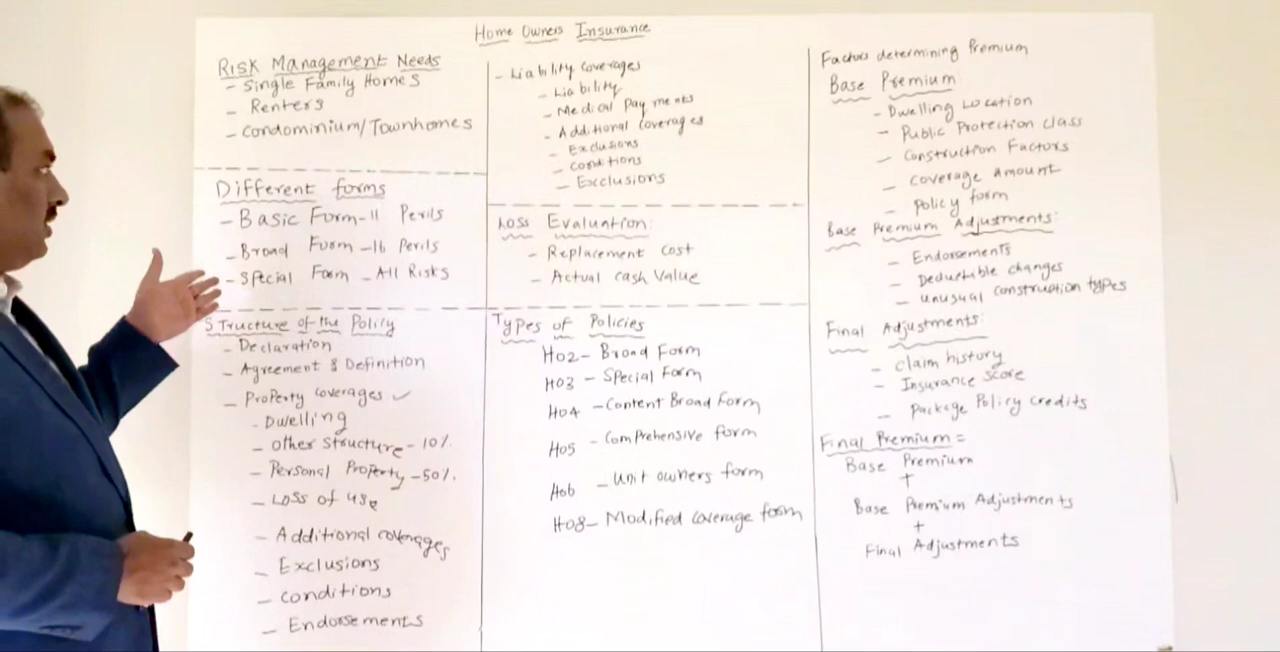 Home Owners Insurance
Risk Management Needs
- Single Family Homes
- Renters
- Condominium/Townhomes
Different forms
- Basic Form - 11 Perils
- Broad Form - 16 Perils
- Special Form - All Risks
Structure of the Policy
- Declaration
- Agreement & Definition
- Property coverages ✓
- Dwelling
- Other structure - 10%.
- Personal Property - 50%.
- Loss of use
- Additional coverages
- Exclusions
- Conditions
- Endorsements
- Liability coverages
- Liability
- Medical Payments
- Additional coverages
- Exclusions
- Conditions
- Exclusions
Loss Evaluation:
- Replacement cost
- Actual cash Value
Types of Policies
H02 - Broad Form
H03 - Special Form
H04 - Content Broad Form
H05 - Comprehensive form
H06 - Unit owners form
H08 - Modified coverage form
Factors determining Premium
Base Premium:
- Dwelling Location
- Public Protection class
- Construction Factors
- Coverage amount
- Policy form
Base Premium Adjustments:
- Endorsements
- Deductible changes
- Unusual construction types
Final Adjustments:
- Claim history
- Insurance score
- Package Policy credits
Final Premium =
Base Premium
+
Base Premium Adjustments
+
Final Adjustments